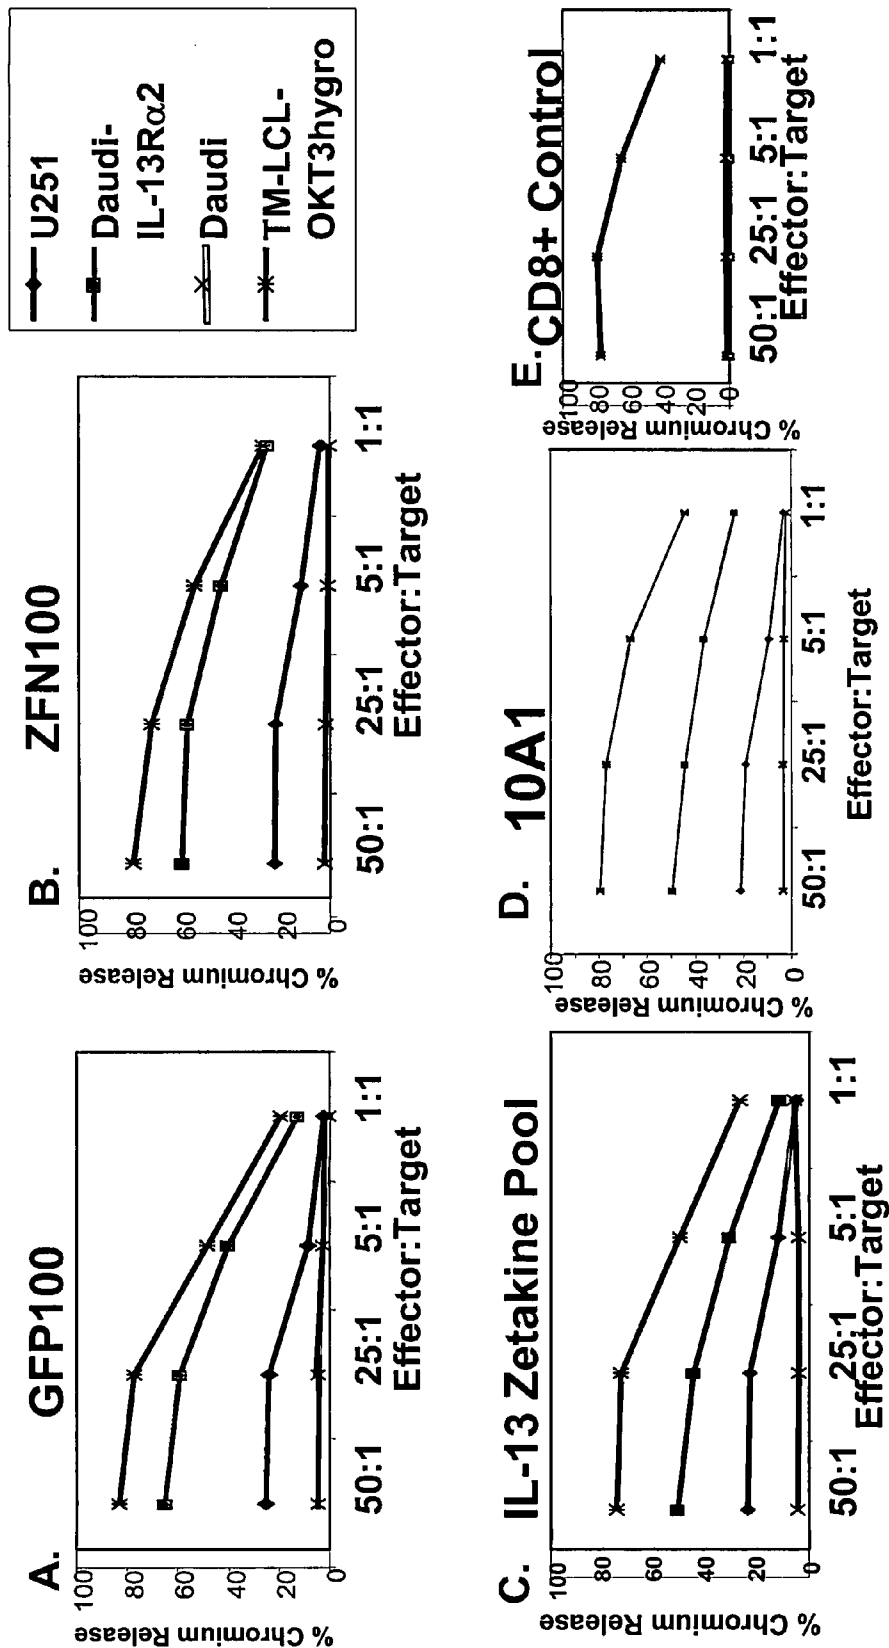 A. GFP100
% Chromium Release
100
80
60
40
20
0
50:1 25:1 5:1 1:1
Effector:Target
B. ZFN100
% Chromium Release
100
80
60
40
20
0
50:1 25:1 5:1 1:1
Effector:Target
U251
Daudi-
IL-13Rα2
Daudi
TM-LCL-
OKT3hygro
C. IL-13 Zetakine Pool
% Chromium Release
100
80
60
40
20
0
50:1 25:1 5:1 1:1
Effector:Target
D. 10A1
% Chromium Release
100
80
60
40
20
0
50:1 25:1 5:1 1:1
Effector:Target
E. CD8+ Control
% Chromium Release
100
80
60
40
20
0
50:1 25:1 5:1 1:1
Effector:Target